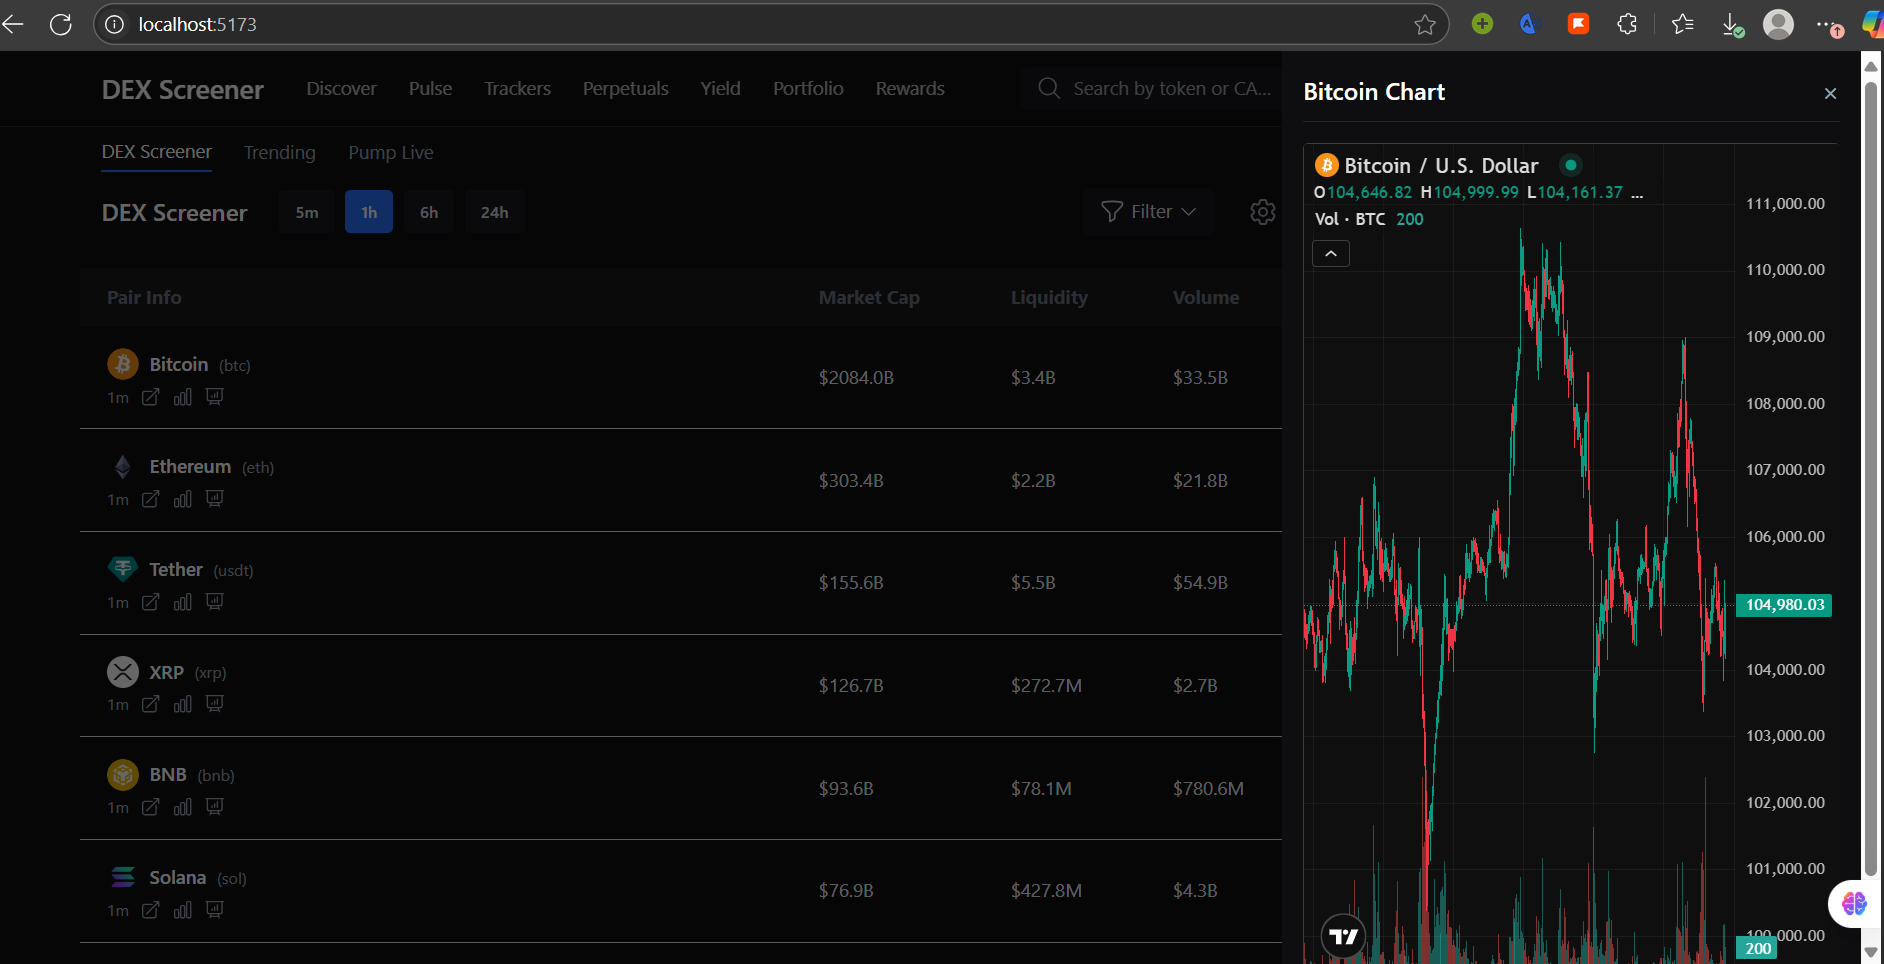 localhost:5173
DEX Screener Discover Pulse Trackers Perpetuals Yield Portfolio Rewards Search by token or CA...
DEX Screener Trending Pump Live
DEX Screener 5m 1h 6h 24h Filter
Pair Info Market Cap Liquidity Volume
Bitcoin (btc)
1m
$2084.0B $3.4B $33.5B
Ethereum (eth)
1m
$303.4B $2.2B $21.8B
Tether (usdt)
1m
$155.6B $5.5B $54.9B
XRP (xrp)
1m
$126.7B $272.7M $2.7B
BNB (bnb)
1m
$93.6B $78.1M $780.6M
Solana (sol)
1m
$76.9B $427.8M $4.3B
Bitcoin Chart
Bitcoin / U.S. Dollar
O104,646.82 H104,999.99 L104,161.37 ...
Vol · BTC 200
111,000.00
110,000.00
109,000.00
108,000.00
107,000.00
106,000.00
104,980.03
104,000.00
103,000.00
102,000.00
101,000.00
100,000.00
200